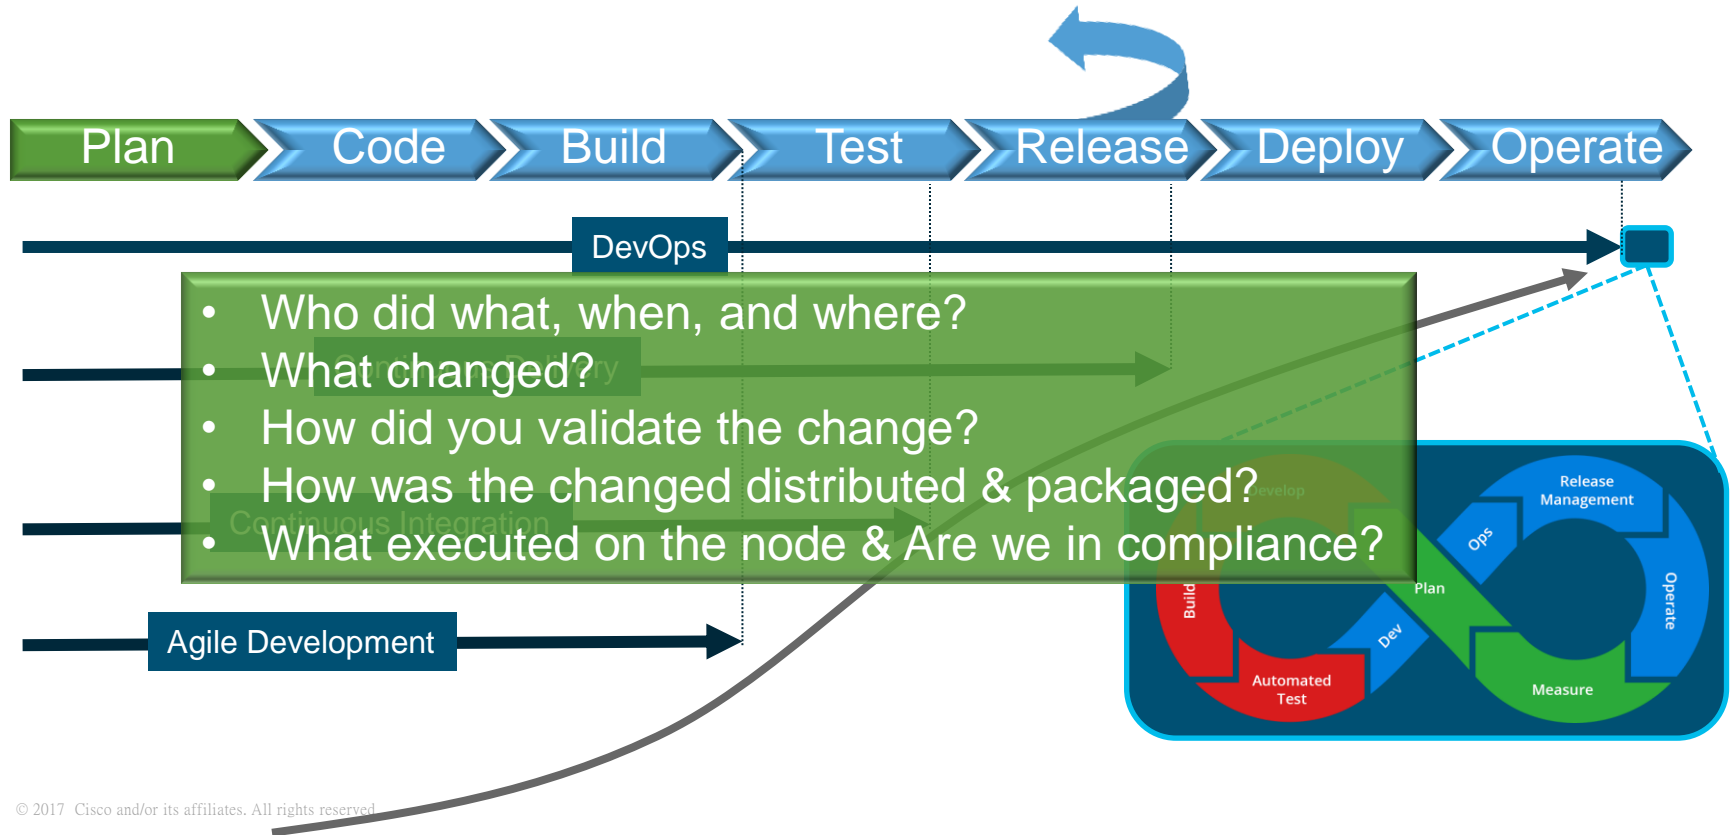 Plan
Code
Build
Test
Release
Deploy
Operate
DevOps
• Who did what, when, and where?
• What changed?
Continuous Delivery
• How did you validate the change?
• How was the changed distributed & packaged?
Continuous Integration
• What executed on the node & Are we in compliance?
Agile Development
Develop
Release
Management
Ops
Plan
Operate
Build
Dev
Automated
Test
Measure
© 2017 Cisco and/or its affiliates. All rights reserved